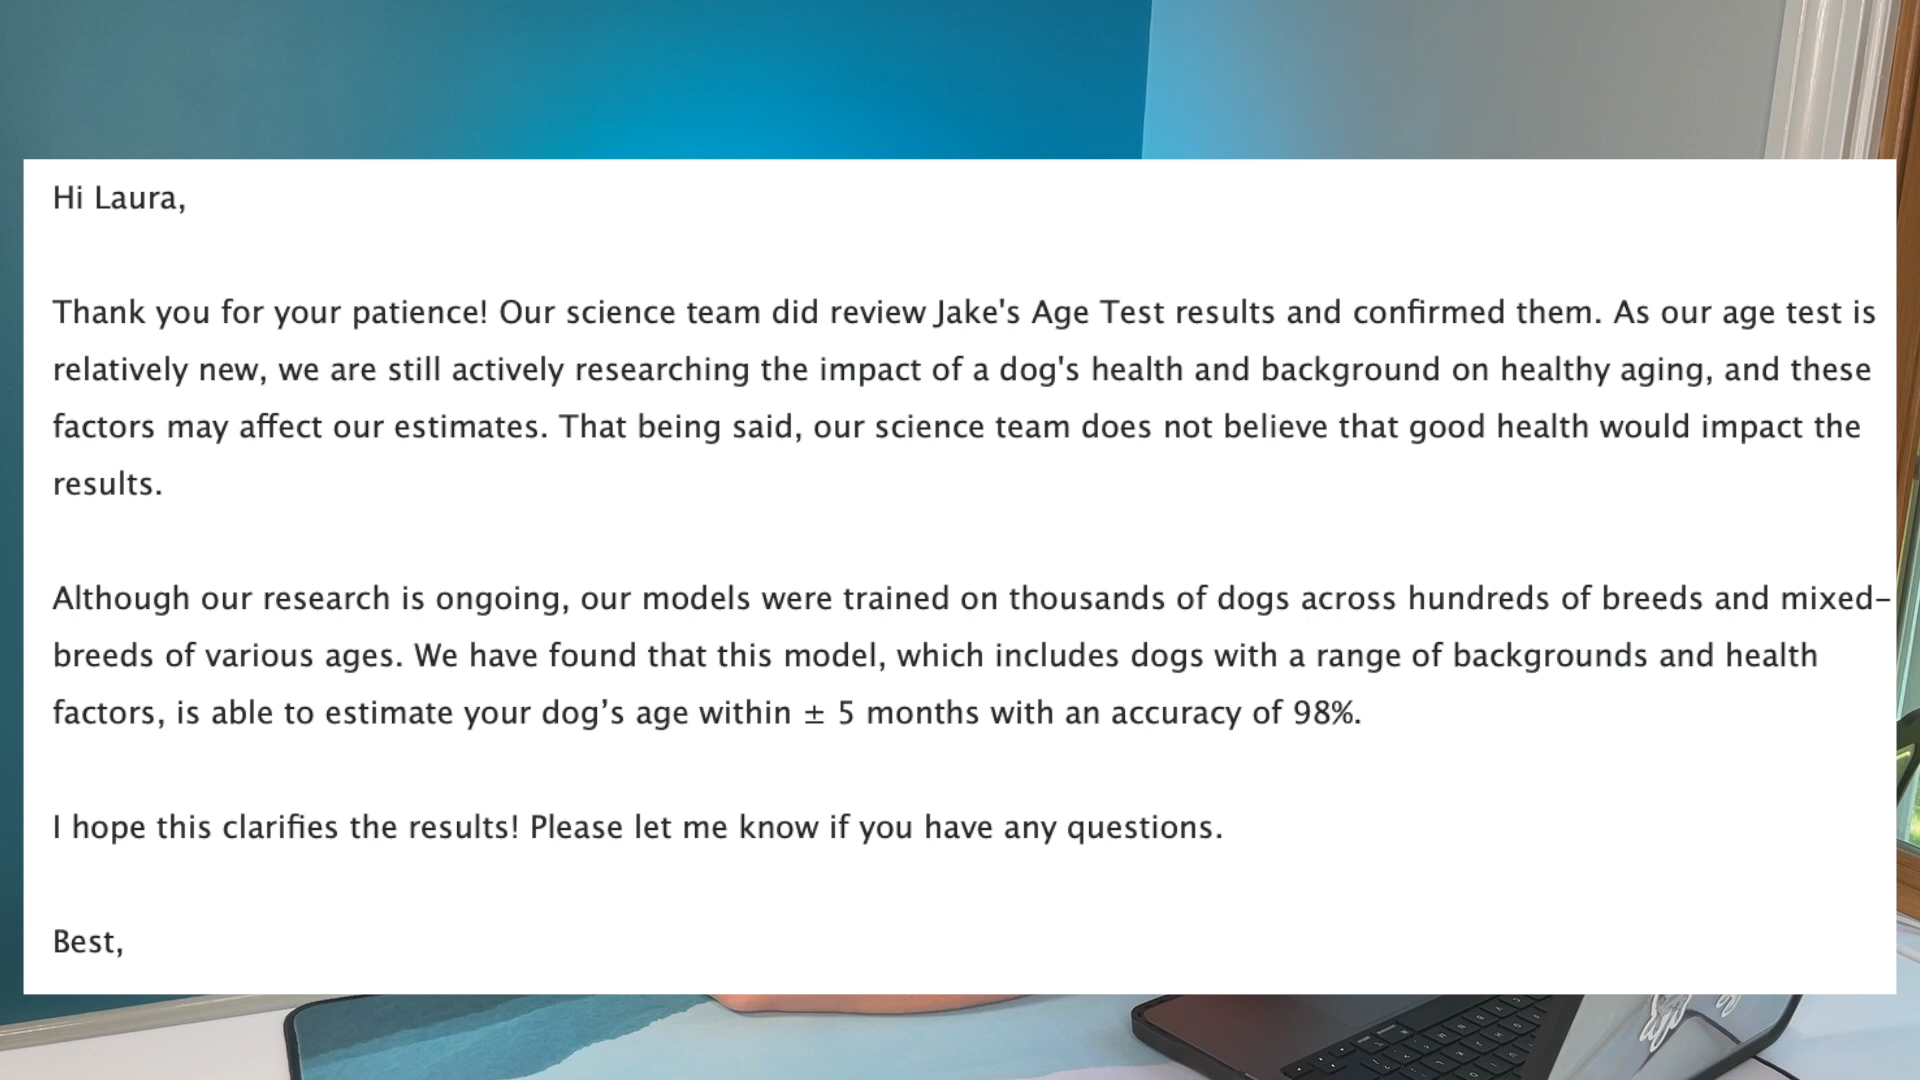 Hi Laura,
Thank you for your patience! Our science team did review Jake's Age Test results and confirmed them. As our age test is
relatively new, we are still actively researching the impact of a dog's health and background on healthy aging, and these
factors may affect our estimates. That being said, our science team does not believe that good health would impact the
results.
Although our research is ongoing, our models were trained on thousands of dogs across hundreds of breeds and mixed-
breeds of various ages. We have found that this model, which includes dogs with a range of backgrounds and health
factors, is able to estimate your dog’s age within ± 5 months with an accuracy of 98%.
I hope this clarifies the results! Please let me know if you have any questions.
Best,